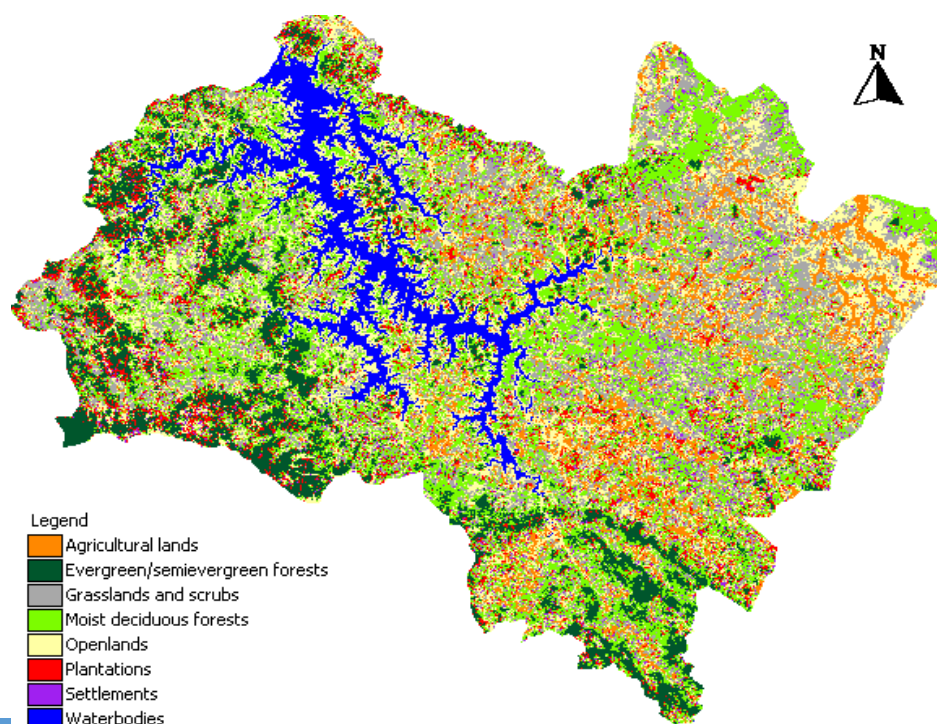 N
Legend
Agricultural lands
Evergreen/semievergreen forests
Grasslands and scrubs
Moist deciduous forests
Openlands
Plantations
Settlements
Waterbodies